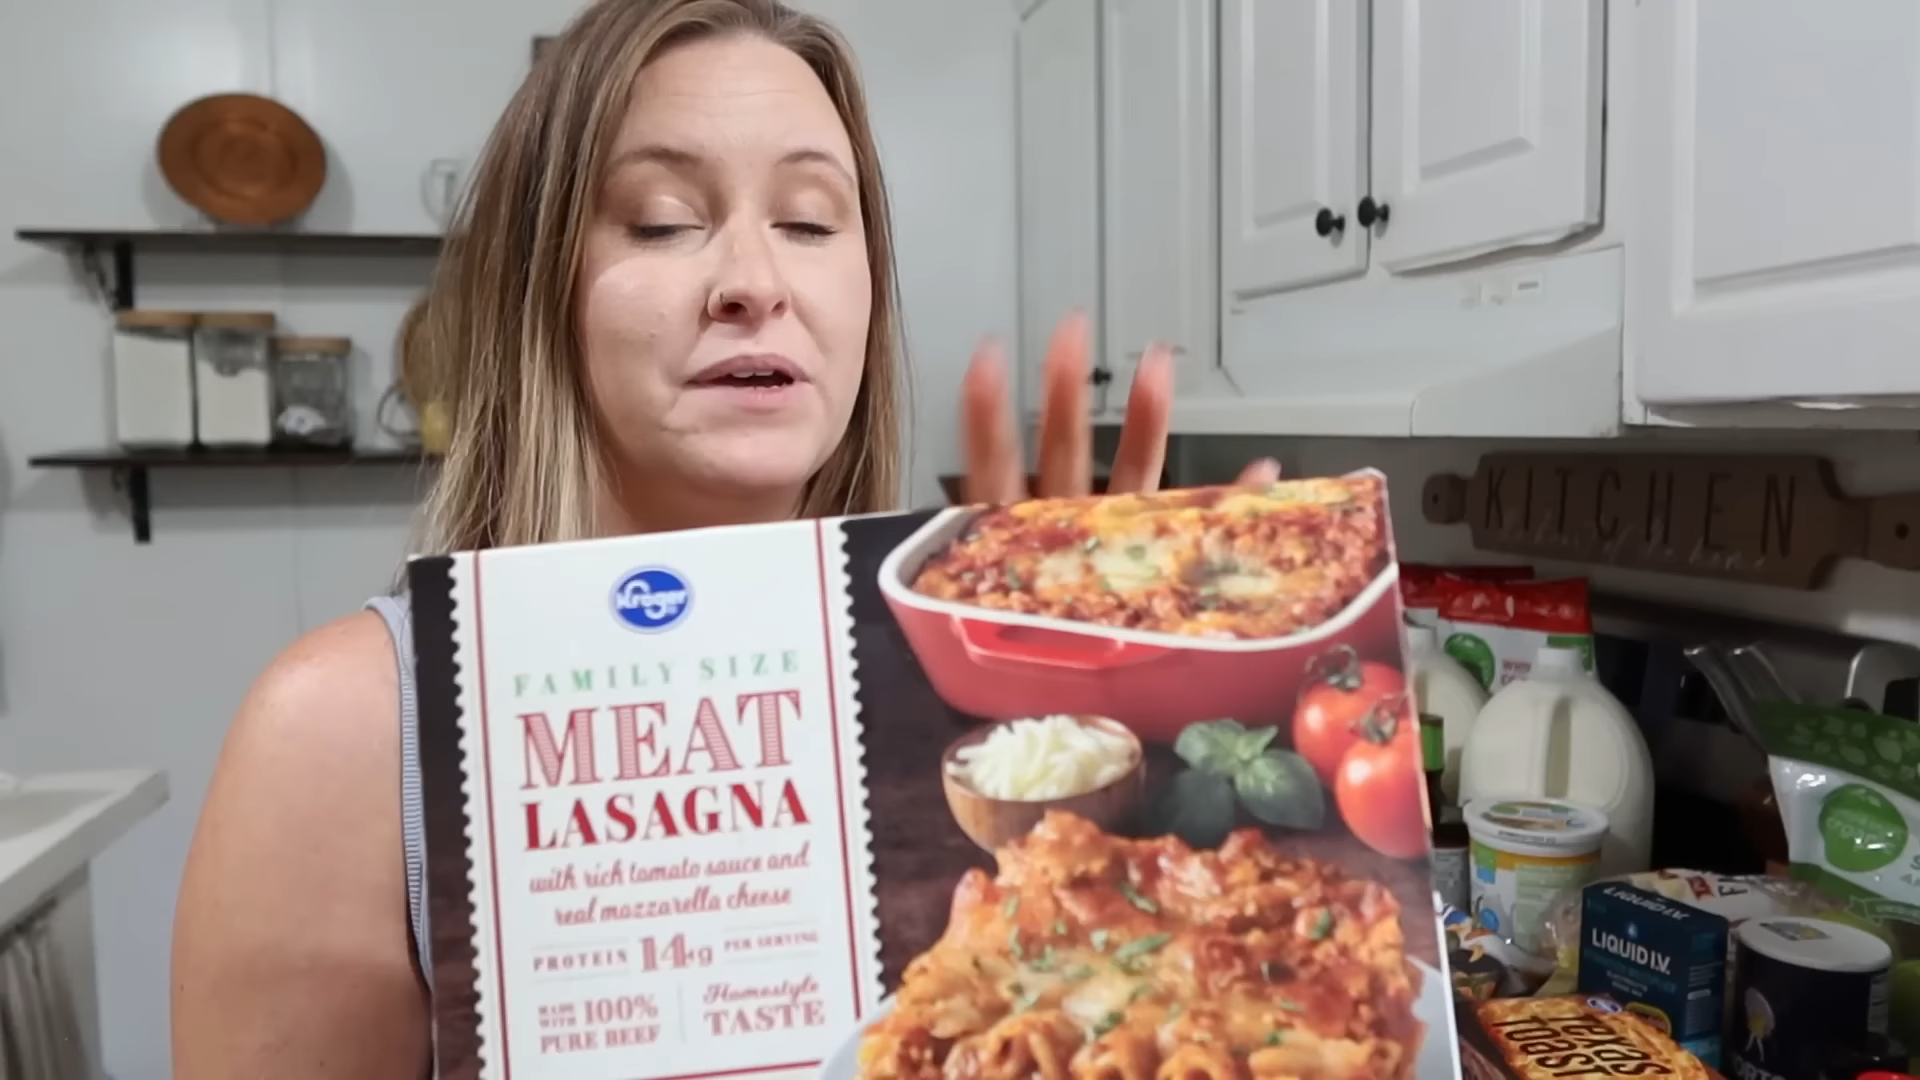 Kroger
FAMILY SIZE
MEAT
LASAGNA
with rich tomato sauce and
real mozzarella cheese
PROTEIN 14g PER SERVING
MADE WITH 100%
PURE BEEF
Homestyle
TASTE
KITCHEN
LIQUID I.V.
Texas
Toast